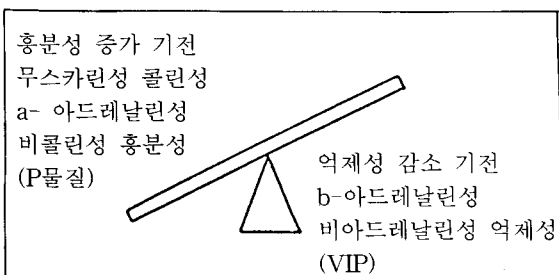 흥분성 증가 기전
무스카린성 콜린성
a- 아드레날린성
비콜린성 흥분성
(P물질)
억제성 감소 기전
b-아드레날린성
비아드레날린성 억제성
(VIP)